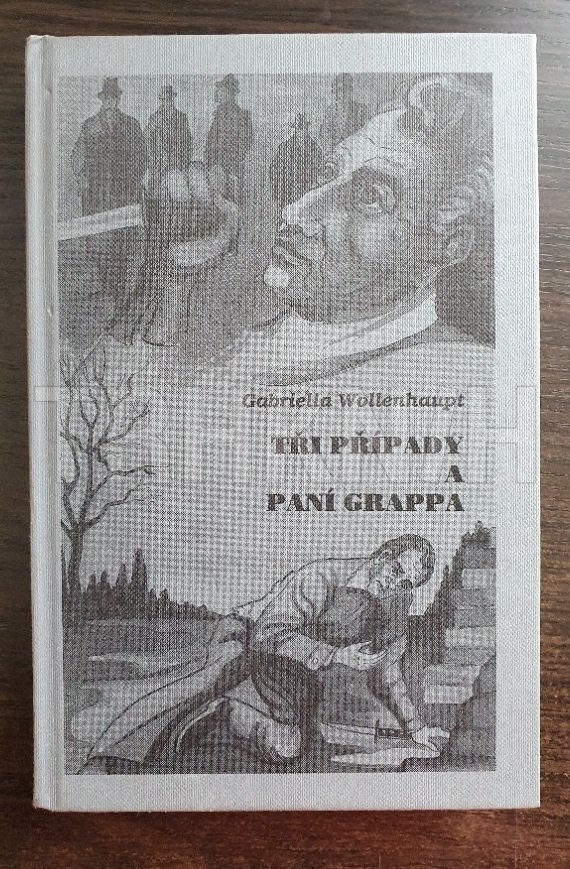 Gabriella Wollenhaupt
TŘI PŘÍPADY
A
PANÍ GRAPPA